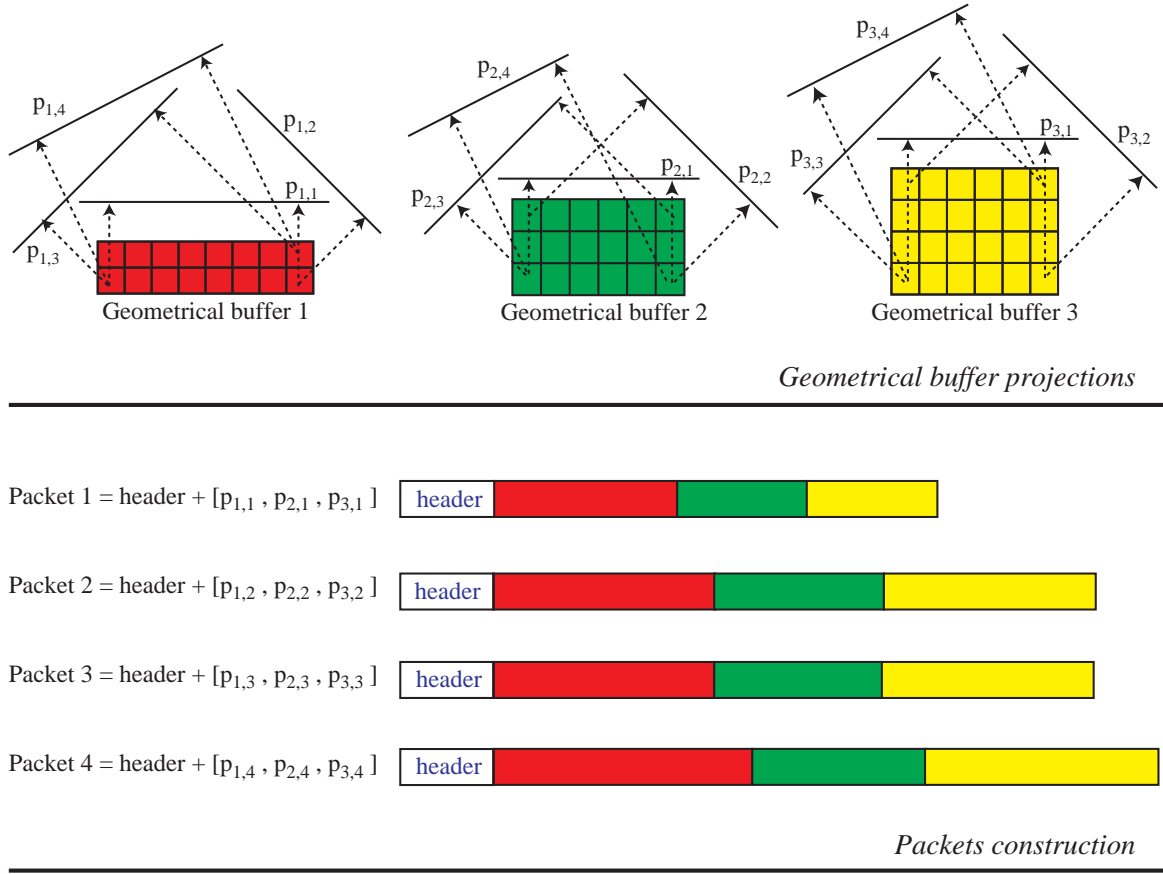 p1,4
p1,2
p1,1
p1,3
Geometrical buffer 1
p2,4
p2,1
p2,2
p2,3
Geometrical buffer 2
p3,4
p3,1
p3,2
p3,3
Geometrical buffer 3
Geometrical buffer projections
Packet 1 = header + [p1,1 , p2,1 , p3,1 ] header
Packet 2 = header + [p1,2 , p2,2 , p3,2 ] header
Packet 3 = header + [p1,3 , p2,3 , p3,3 ] header
Packet 4 = header + [p1,4 , p2,4 , p3,4 ] header
Packets construction